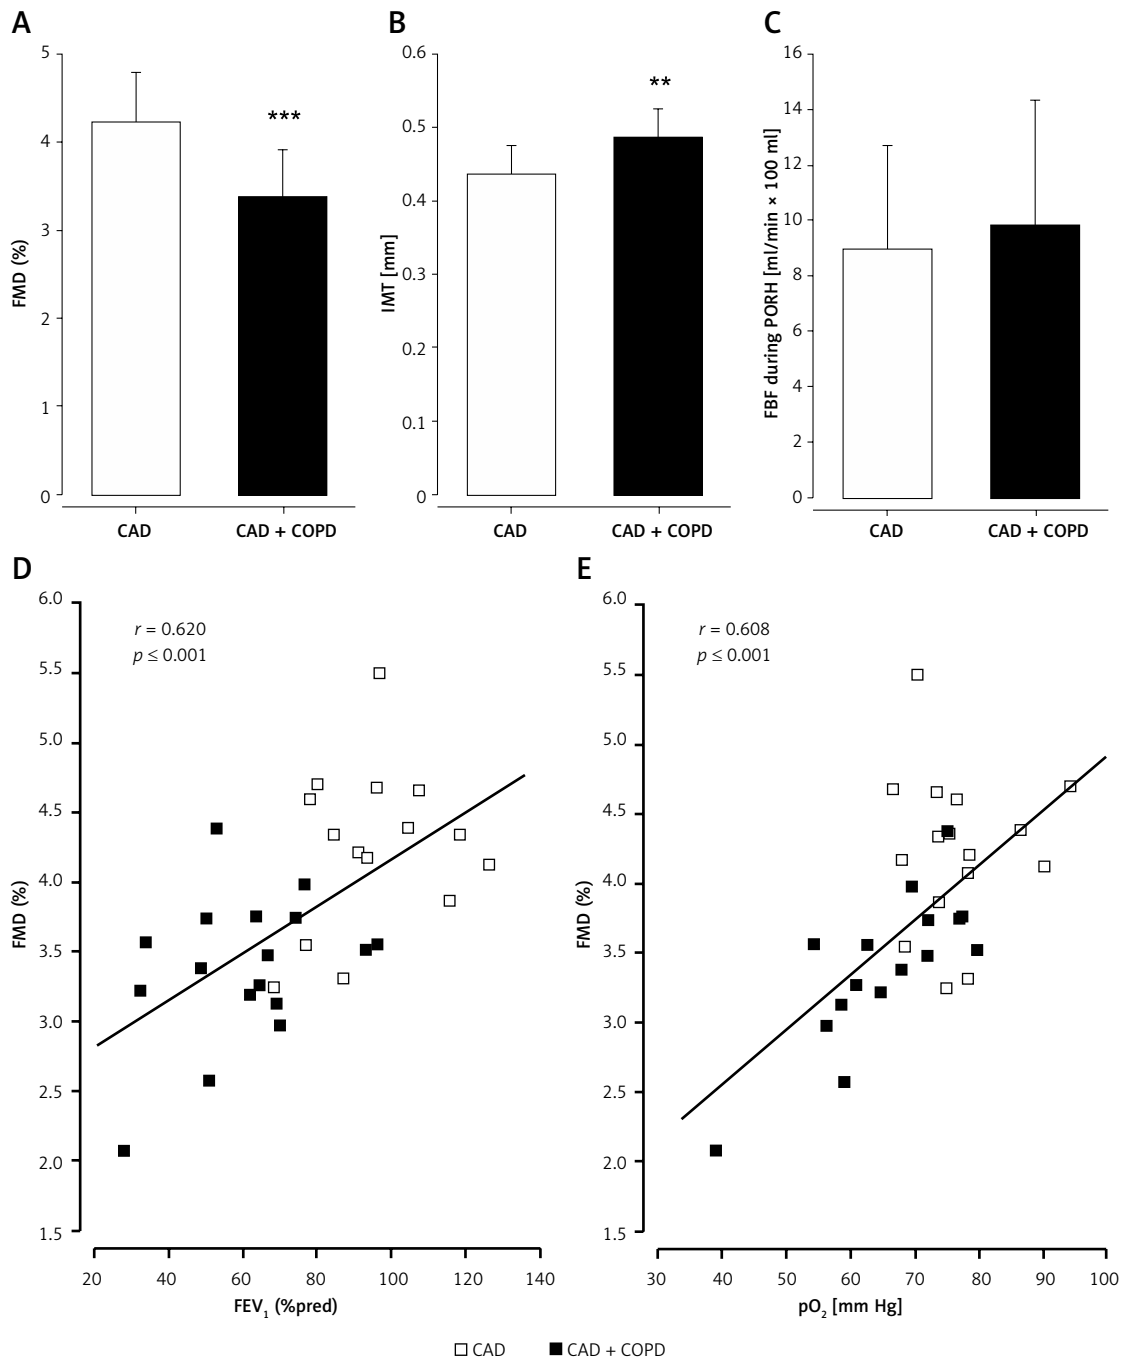 A
5
4
3
2
1
0
FMD (%)
***
CAD
CAD + COPD
B
0.6
0.5
0.4
0.3
0.2
0.1
0
IMT [mm]
**
CAD
CAD + COPD
C
16
14
12
10
8
6
4
2
0
FBF during PORH [ml/min × 100 ml]
CAD
CAD + COPD
D
6.0
5.5
5.0
4.5
4.0
3.5
3.0
2.5
2.0
1.5
FMD (%)
r = 0.620
p ≤ 0.001
20 40 60 80 100 120 140
FEV₁ (%pred)
E
6.0
5.5
5.0
4.5
4.0
3.5
3.0
2.5
2.0
1.5
FMD (%)
r = 0.608
p ≤ 0.001
30 40 50 60 70 80 90 100
pO₂ [mm Hg]
CAD CAD + COPD